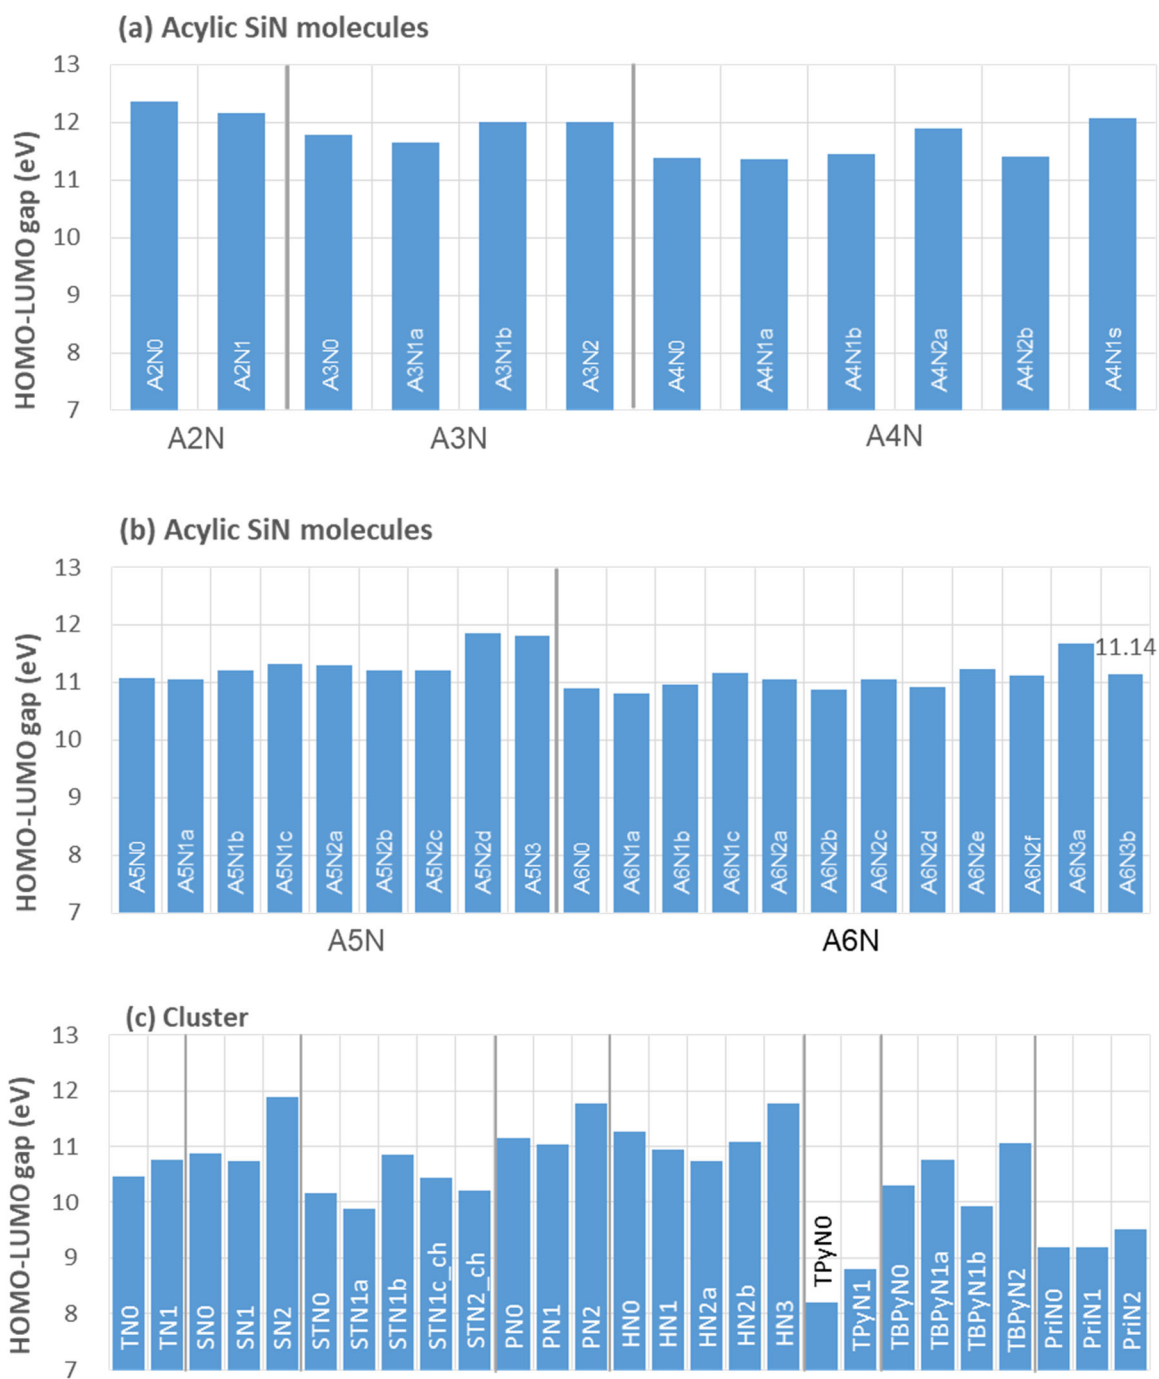 (a) Acylic SiN molecules
HOMO-LUMO gap (eV)
13
12
11
10
9
8
7
A2N0
A2N1
A3N0
A3N1a
A3N1b
A3N2
A4N0
A4N1a
A4N1b
A4N2a
A4N2b
A4N1s
A2N
A3N
A4N
(b) Acylic SiN molecules
HOMO-LUMO gap (eV)
13
12
11
10
9
8
7
11.14
A5N0
A5N1a
A5N1b
A5N1c
A5N2a
A5N2b
A5N2c
A5N2d
A5N3
A6N0
A6N1a
A6N1b
A6N1c
A6N2a
A6N2b
A6N2c
A6N2d
A6N2e
A6N2f
A6N3a
A6N3b
A5N
A6N
(c) Cluster
HOMO-LUMO gap (eV)
13
12
11
10
9
8
7
TN0
TN1
SN0
SN1
SN2
STN0
STN1a
STN1b
STN1c_ch
STN2_ch
PN0
PN1
PN2
HN0
HN1
HN2a
HN2b
HN3
TPyN0
TPyN1
TBPyN0
TBPyN1a
TBPyN1b
TBPyN2
PriN0
PriN1
PriN2